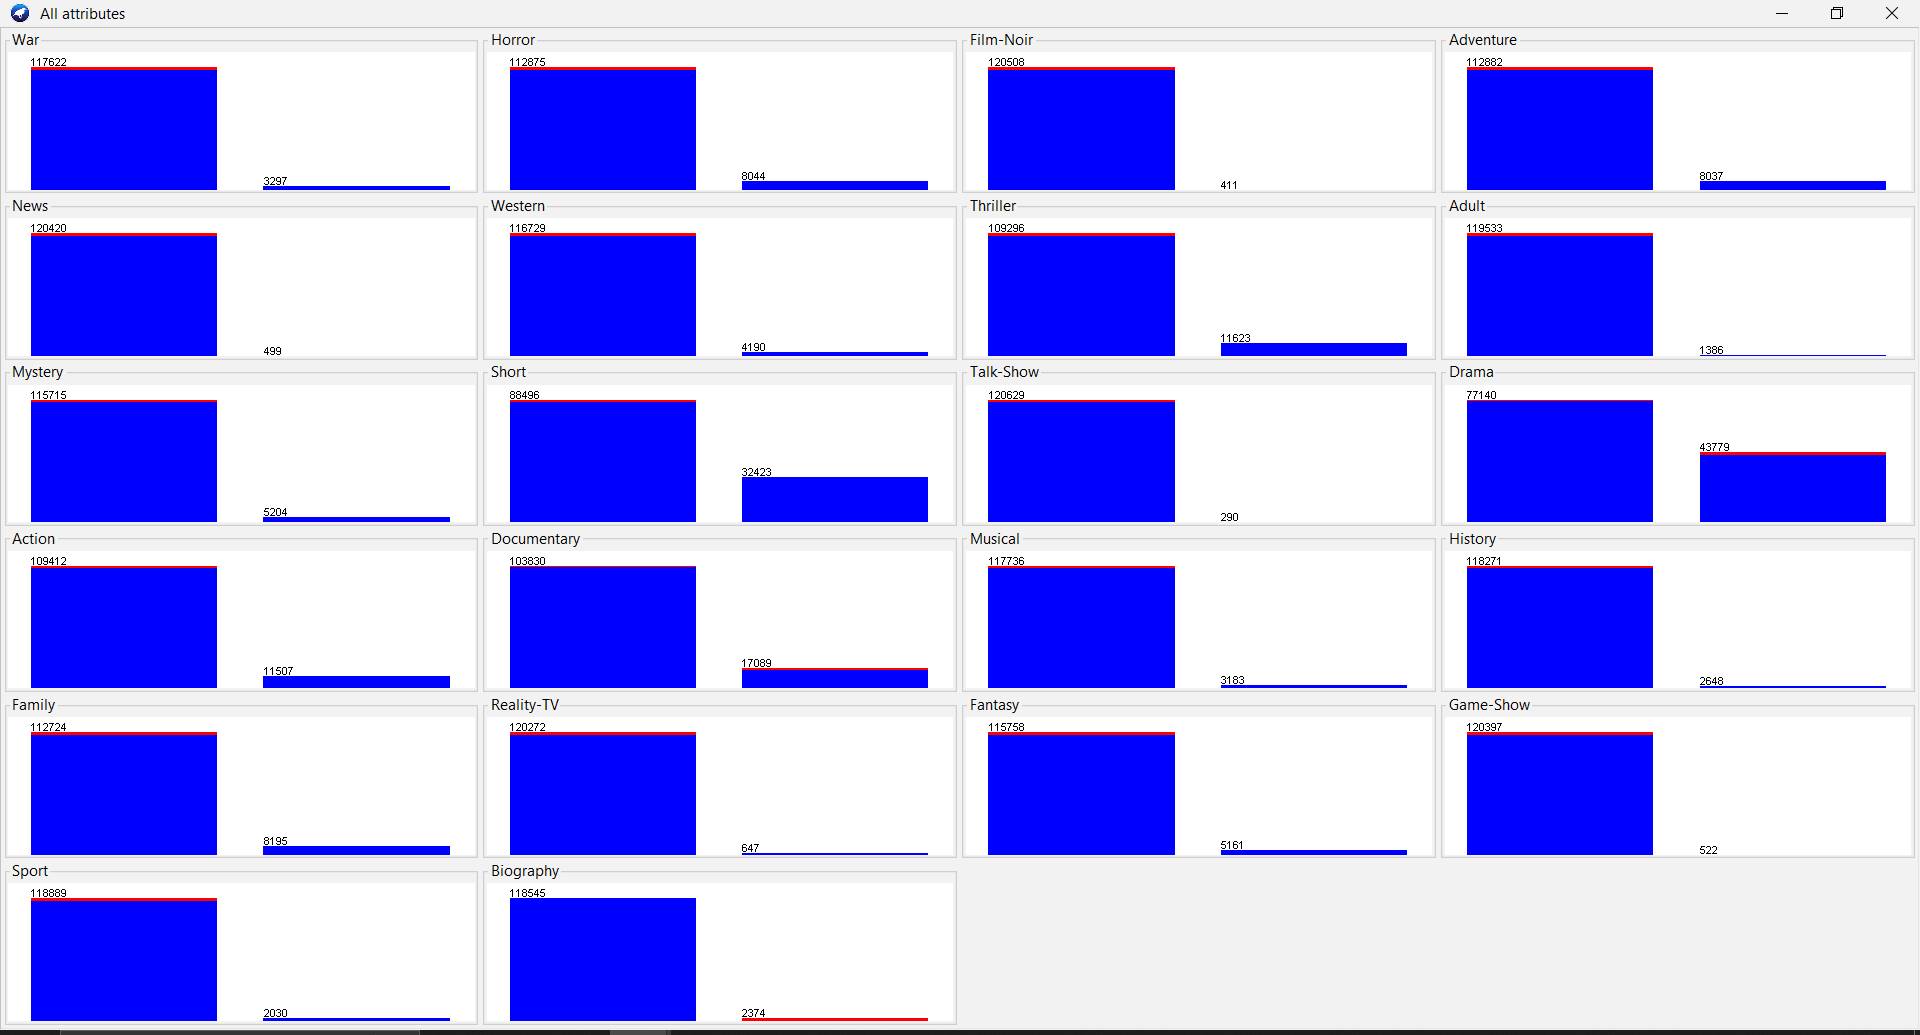 All attributes
War
Horror
Film-Noir
Adventure
117622
3297
112875
8044
120508
411
112882
8037
News
Western
Thriller
Adult
120420
499
116729
4190
109296
11623
119533
1386
Mystery
Short
Talk-Show
Drama
115715
5204
88496
32423
120629
290
77140
43779
Action
Documentary
Musical
History
109412
11507
103830
17089
117736
3183
118271
2648
Family
Reality-TV
Fantasy
Game-Show
112724
8195
120272
647
115758
5161
120397
522
Sport
Biography
118889
2030
118545
2374